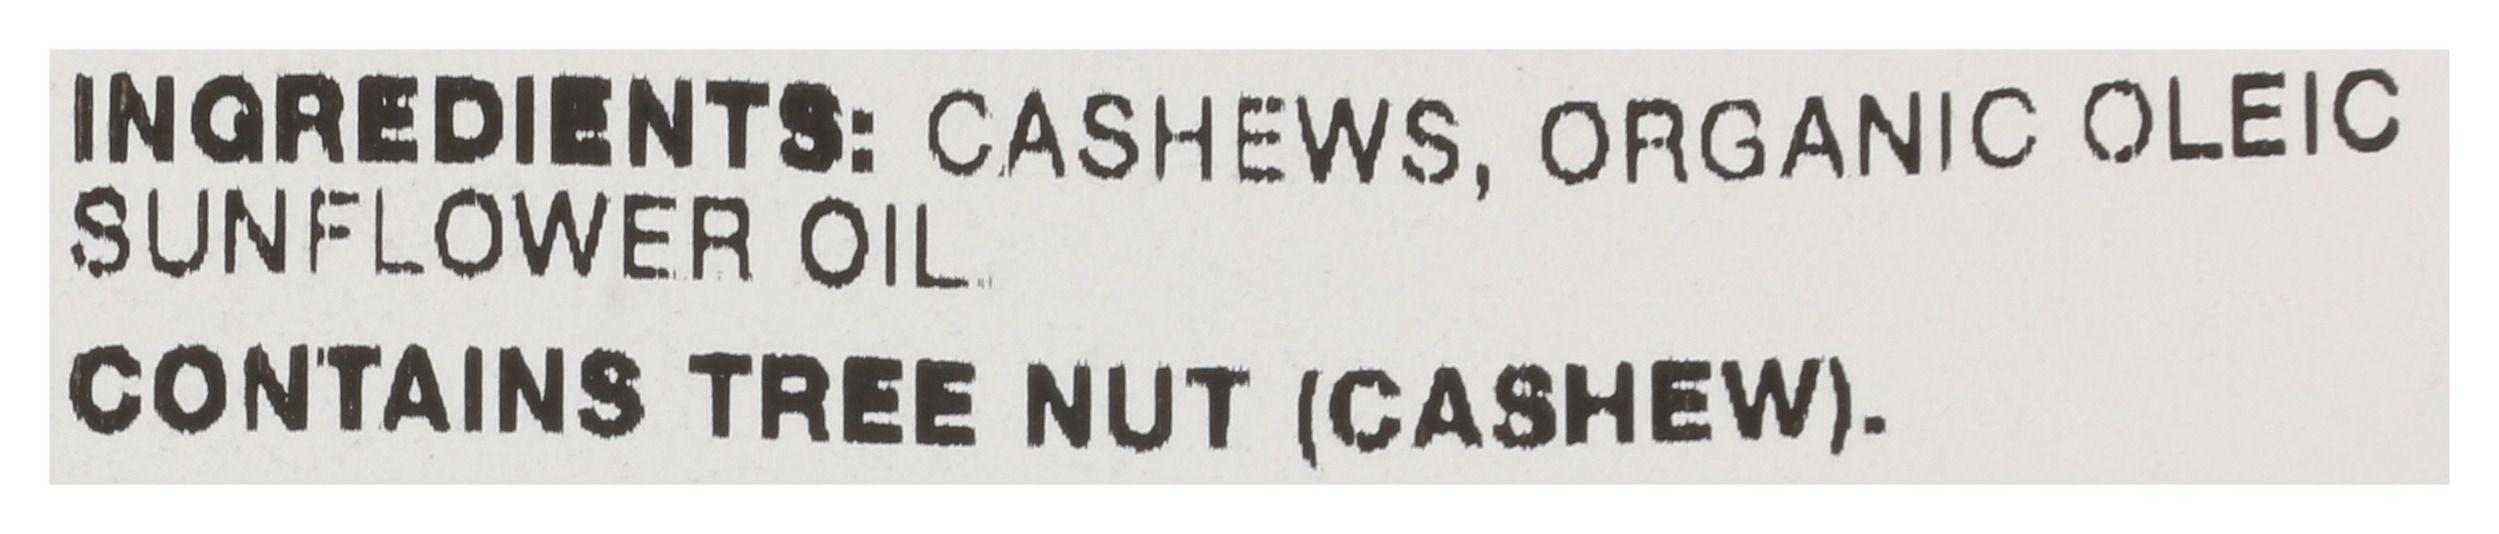 INGREDIENTS: CASHEWS, ORGANIC OLEIC
SUNFLOWER OIL.
CONTAINS TREE NUT (CASHEW).